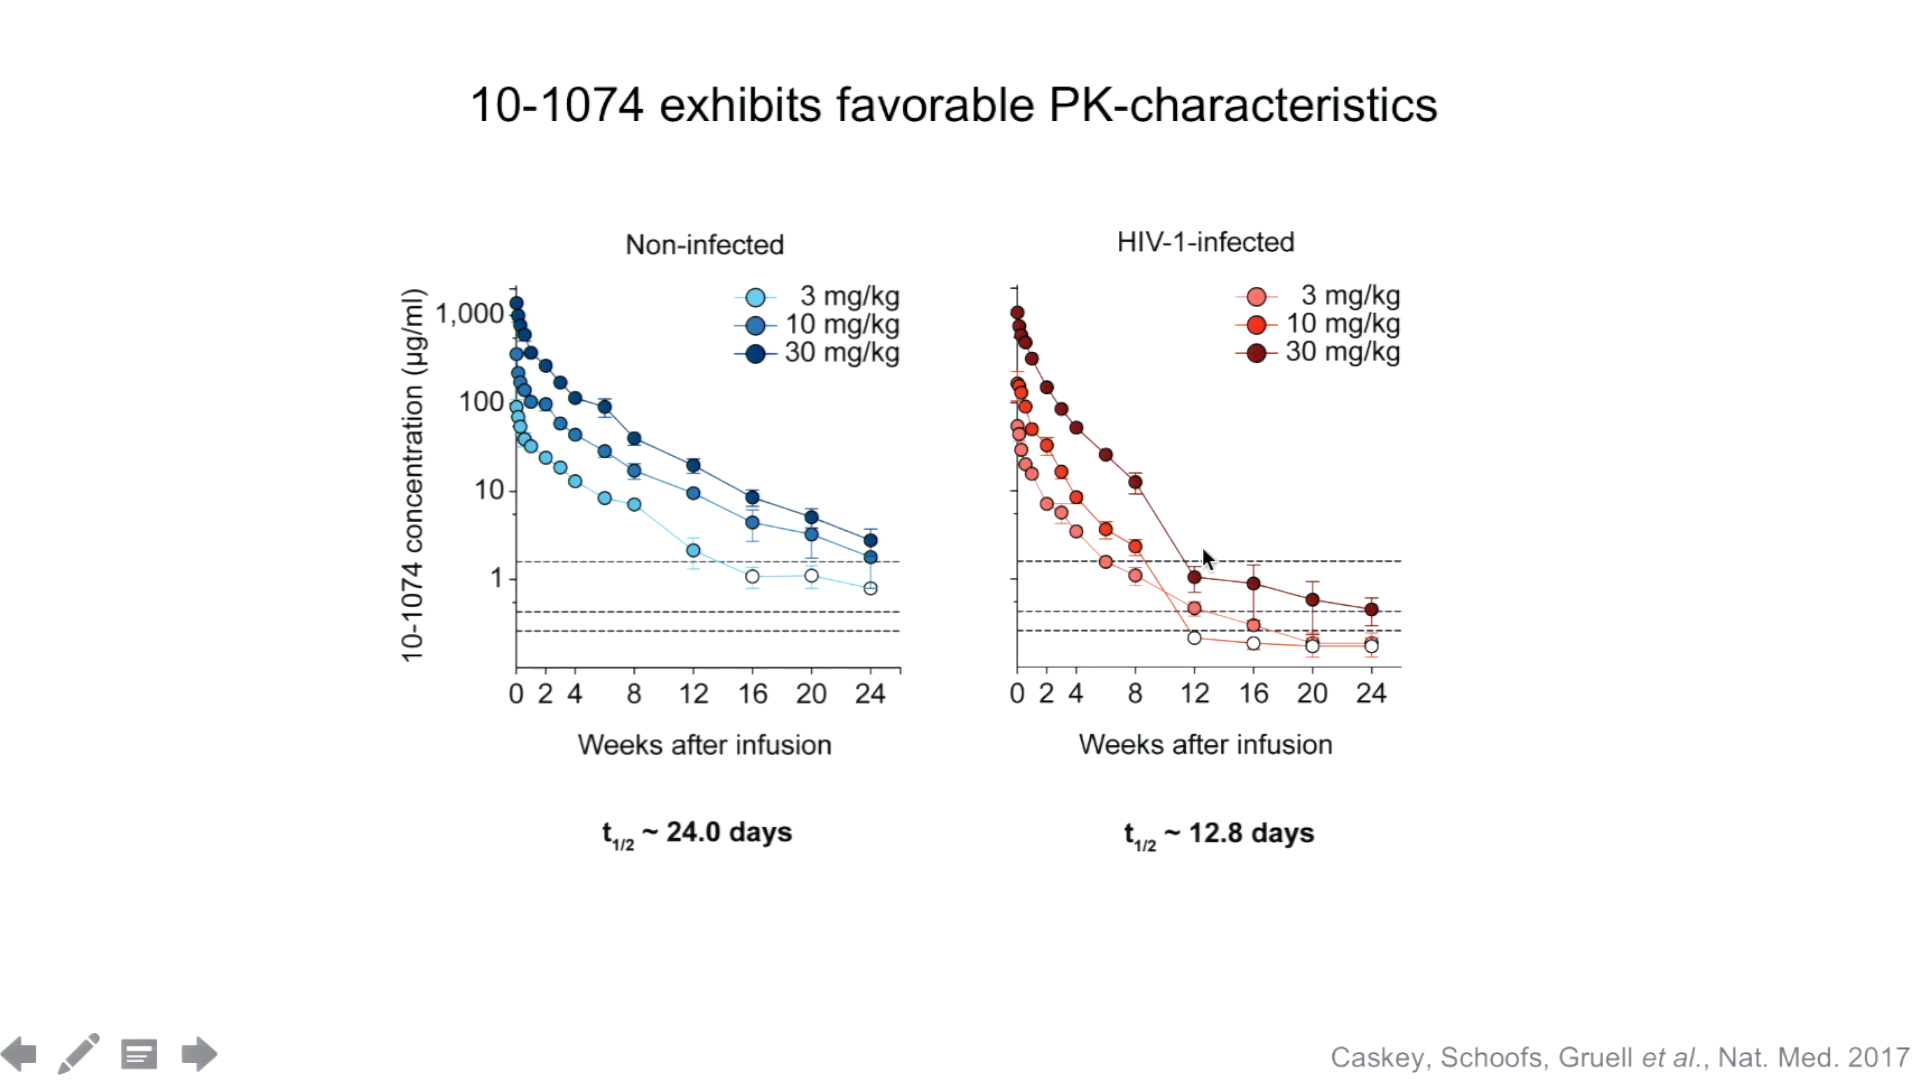 10-1074 exhibits favorable PK-characteristics
Non-infected
10-1074 concentration (µg/ml)
1,000
100
10
1
3 mg/kg
10 mg/kg
30 mg/kg
0 2 4 8 12 16 20 24
Weeks after infusion
t1/2 ~ 24.0 days
HIV-1-infected
3 mg/kg
10 mg/kg
30 mg/kg
0 2 4 8 12 16 20 24
Weeks after infusion
t1/2 ~ 12.8 days
Caskey, Schoofs, Gruell et al., Nat. Med. 2017